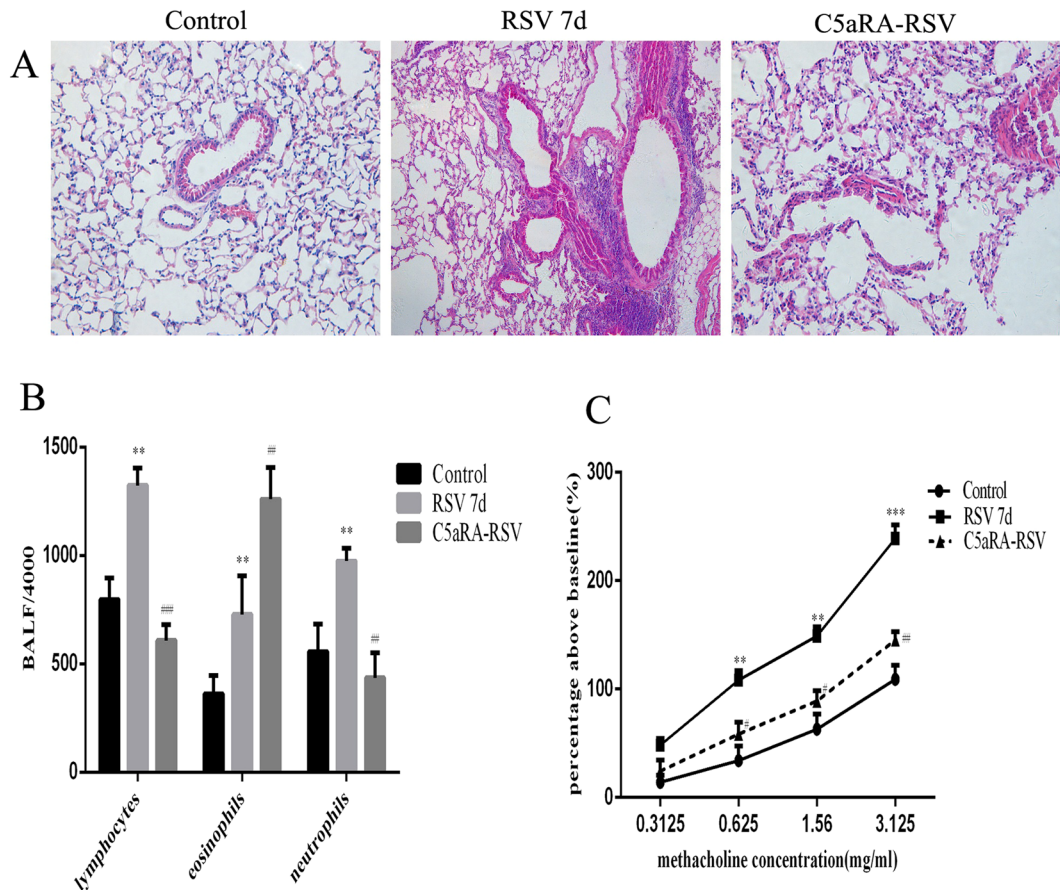 Control
RSV 7d
C5aRA-RSV
A
B
1500
1000
500
0
BALF/4000
**
###
**
##
**
##
Control
RSV 7d
C5aRA-RSV
lymphocytes
eosinophils
neutrophils
C
300
200
100
0
percentage above baseline(%)
**
**
***
#
#
##
Control
RSV 7d
C5aRA-RSV
0.3125
0.625
1.56
3.125
methacholine concentration(mg/ml)